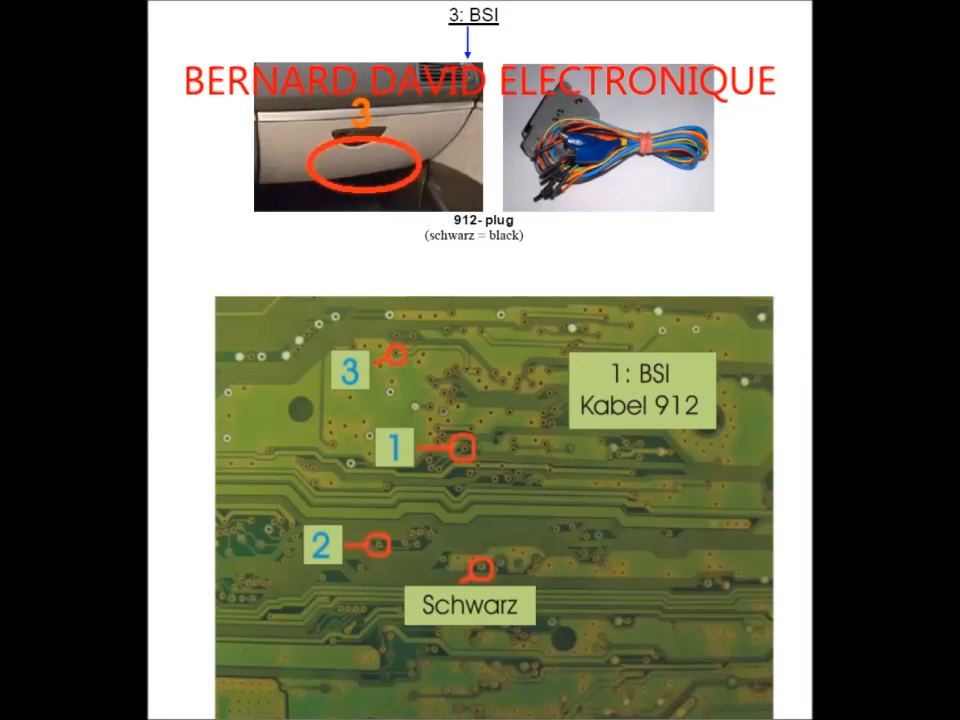 3: BSI
BERNARD DAVID ELECTRONIQUE
3
912- plug
(schwarz = black)
3
1: BSI
Kabel 912
1
2
Schwarz